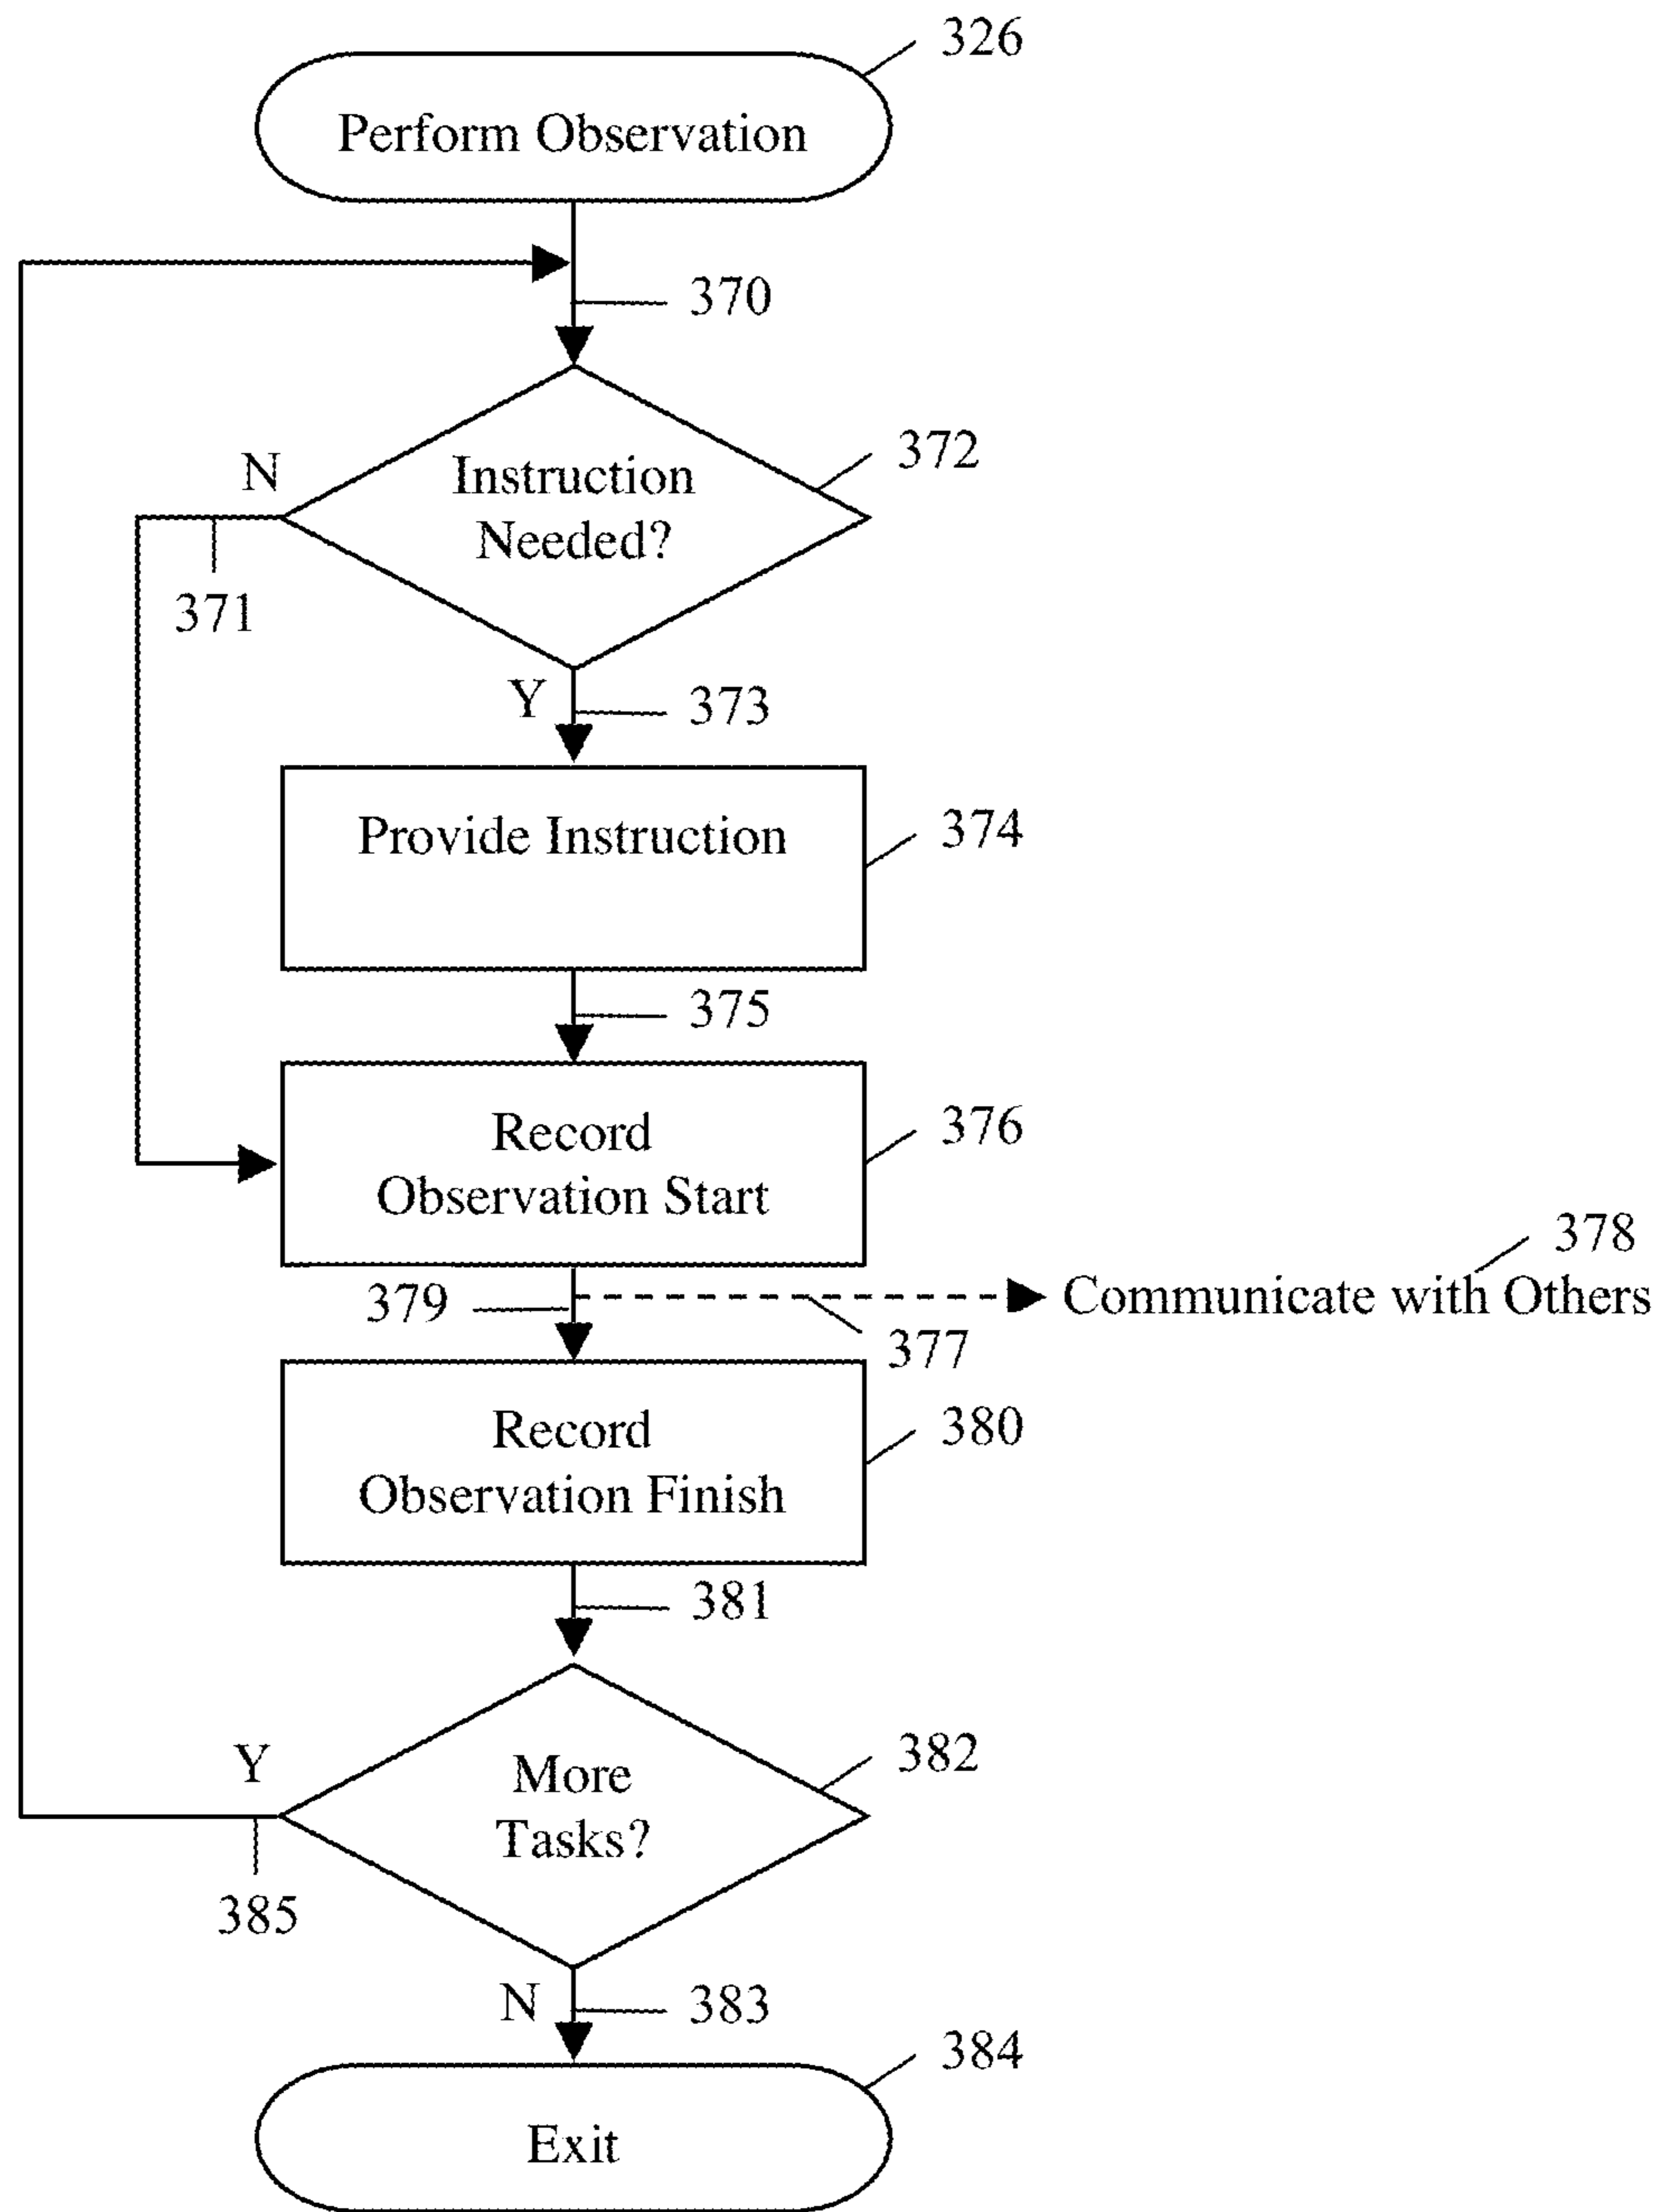 326
Perform Observation
370
372
N
Instruction
Needed?
371
Y
373
Provide Instruction
374
375
Record
Observation Start
376
378
379
Communicate with Others
377
Record
Observation Finish
380
381
382
Y
More
Tasks?
385
N
383
384
Exit